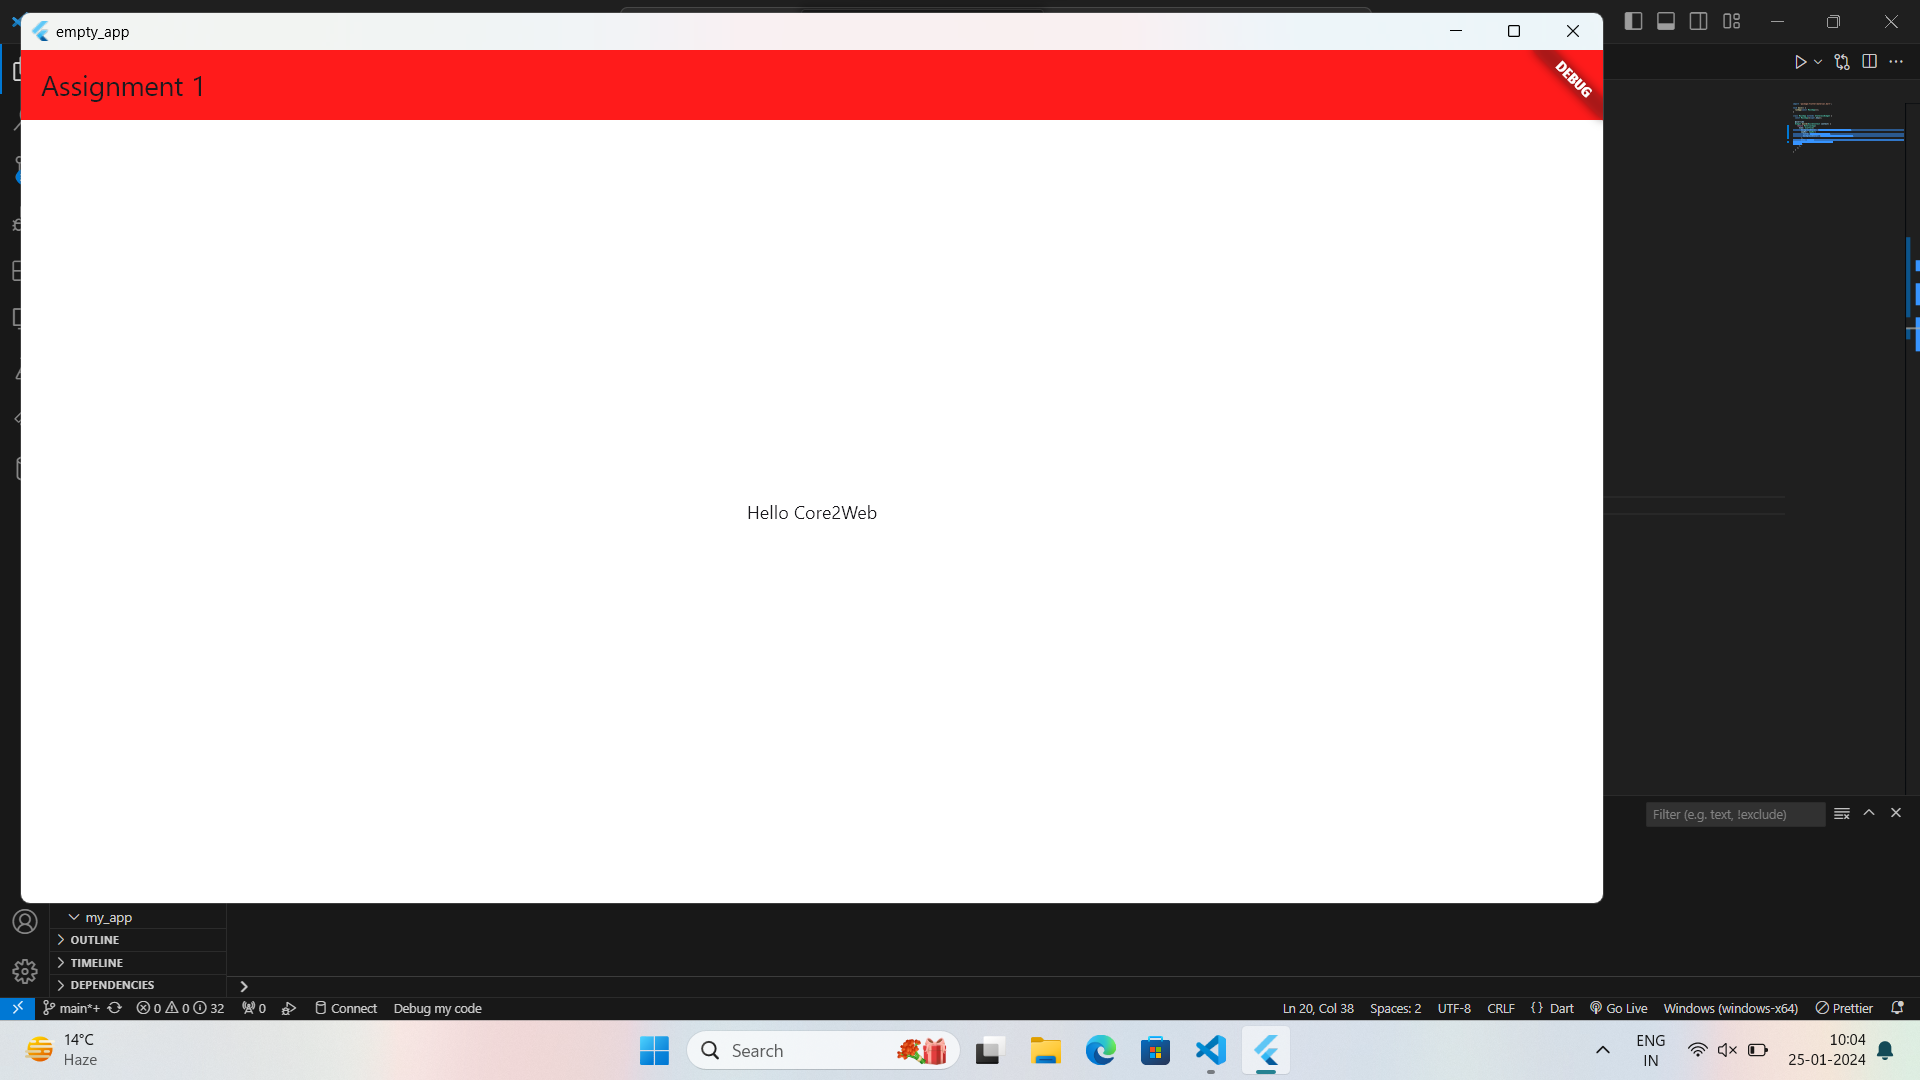 empty_app
Assignment 1
DEBUG
Hello Core2Web
Filter (e.g. text, !exclude)
my_app
OUTLINE
TIMELINE
DEPENDENCIES
main*+ 0 0 32 0 Connect Debug my code
Ln 20, Col 38 Spaces: 2 UTF-8 CRLF {} Dart Go Live Windows (windows-x64) Prettier
14°C
Haze
Search
ENG
IN
10:04
25-01-2024